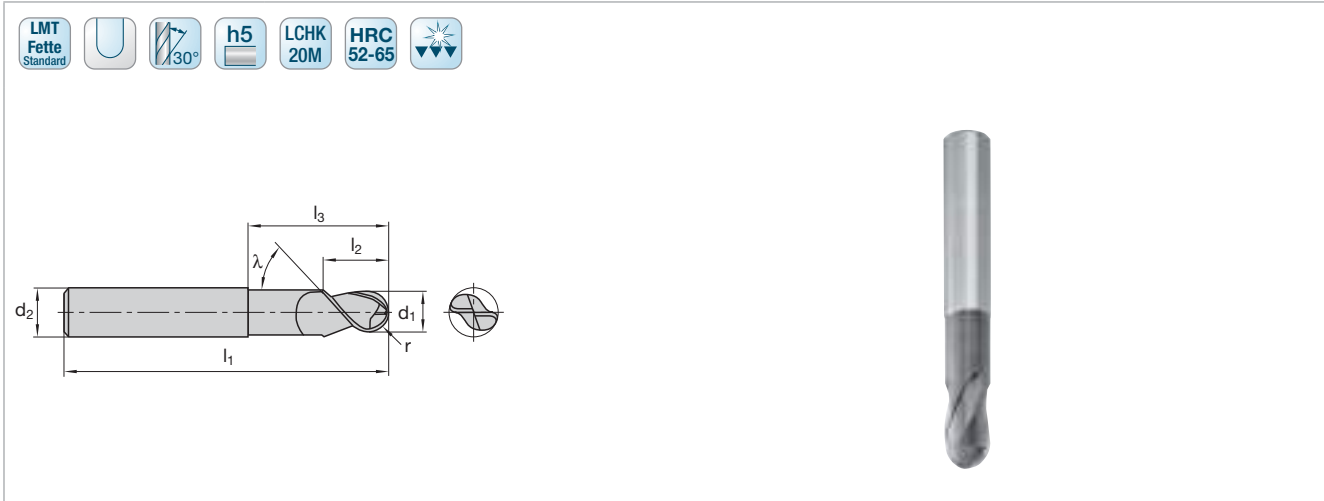 LMT
Fette
Standard
30°
h5
LCHK
20M
HRC
52-65
l3
l2
λ
d2
d1
r
l1